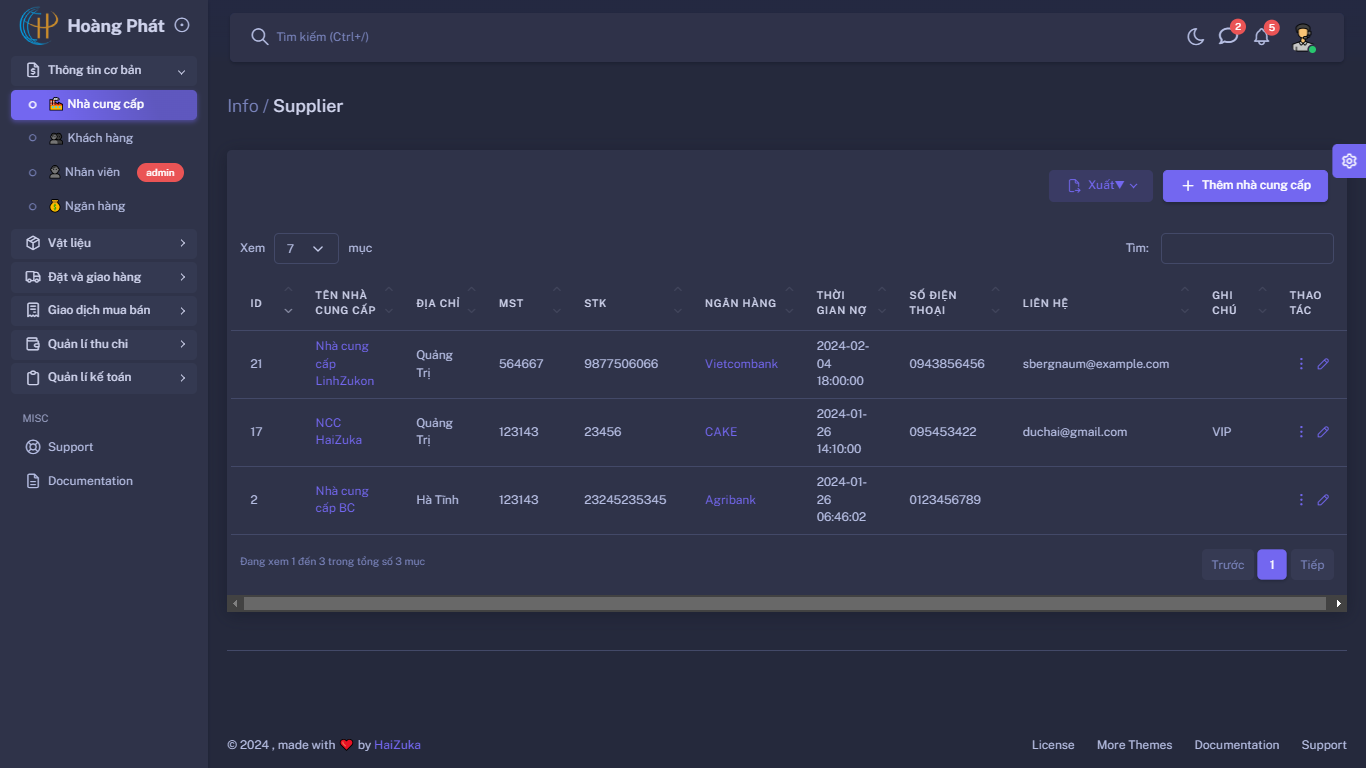 Hoàng Phát
Thông tin cơ bản
Nhà cung cấp
Khách hàng
Nhân viên admin
Ngân hàng
Vật liệu
Đặt và giao hàng
Giao dịch mua bán
Quản lí thu chi
Quản lí kế toán
MISC
Support
Documentation
Tìm kiếm (Ctrl+/)
2
5
Info / Supplier
Xuất▼
+ Thêm nhà cung cấp
Xem 7 mục
Tìm:
ID
TÊN NHÀ
CUNG CẤP
ĐỊA CHỈ
MST
STK
NGÂN HÀNG
THỜI
GIAN NỢ
SỐ ĐIỆN
THOẠI
LIÊN HỆ
GHI
CHÚ
THAO
TÁC
21
Nhà cung
cấp
LinhZukon
Quảng
Trị
564667
9877506066
Vietcombank
2024-02-
04
18:00:00
0943856456
sbergnaum@example.com
17
NCC
HaiZuka
Quảng
Trị
123143
23456
CAKE
2024-01-
26
14:10:00
095453422
duchai@gmail.com
VIP
2
Nhà cung
cấp BC
Hà Tĩnh
123143
23245235345
Agribank
2024-01-
26
06:46:02
0123456789
Đang xem 1 đến 3 trong tổng số 3 mục
Trước 1 Tiếp
© 2024 , made with ❤️ by HaiZuka
License More Themes Documentation Support